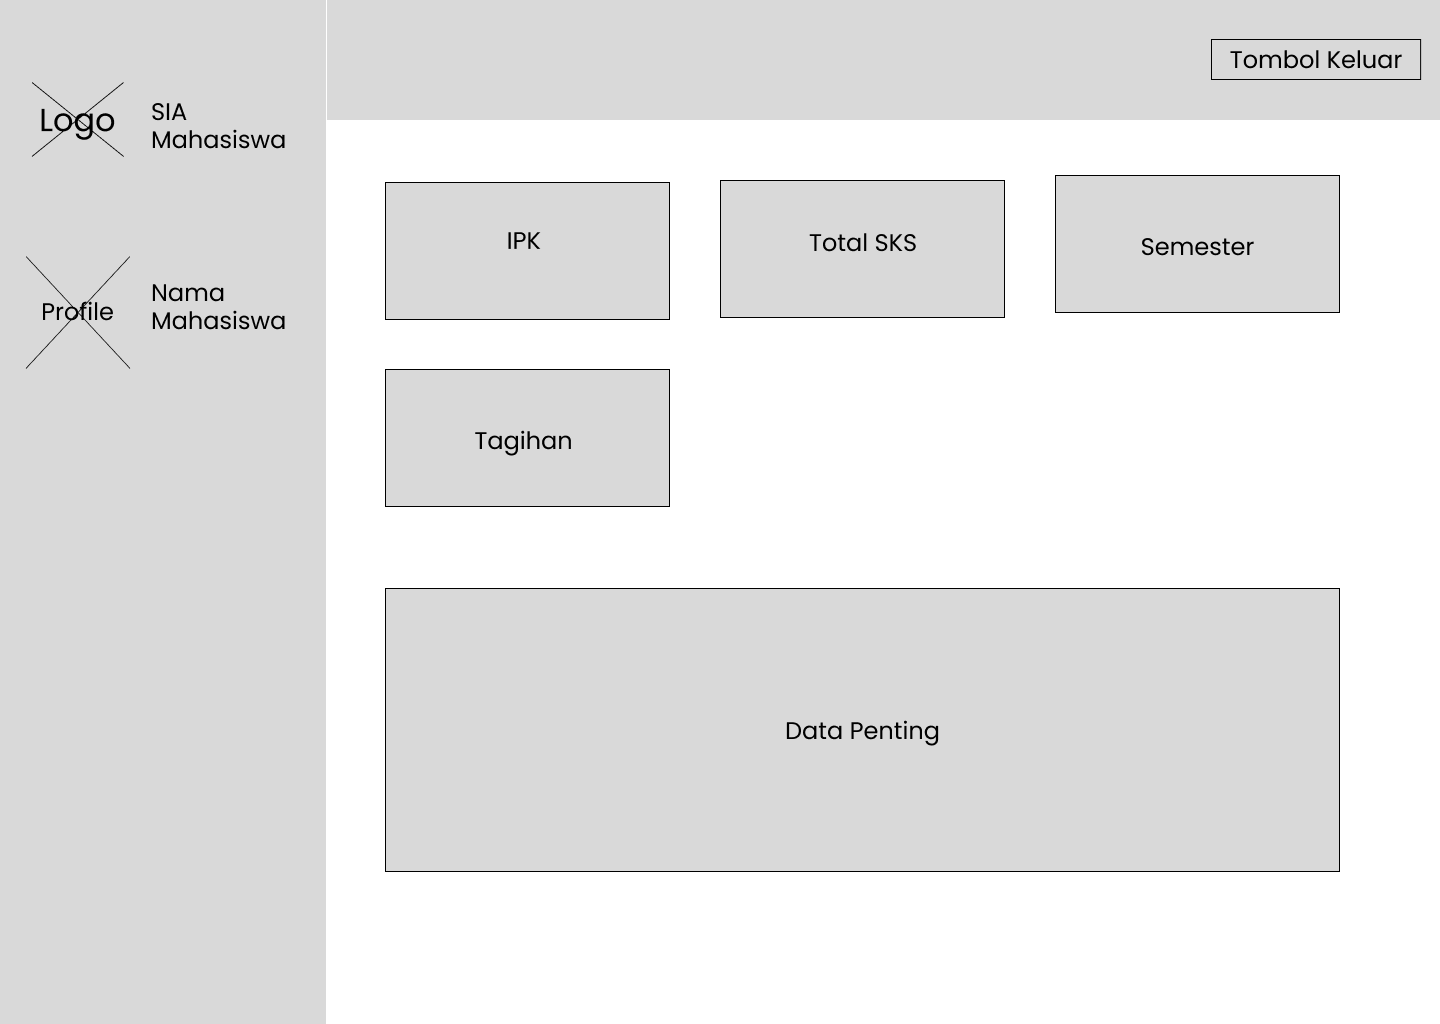 Tombol Keluar
Logo
SIA
Mahasiswa
Profile
Nama
Mahasiswa
IPK
Total SKS
Semester
Tagihan
Data Penting